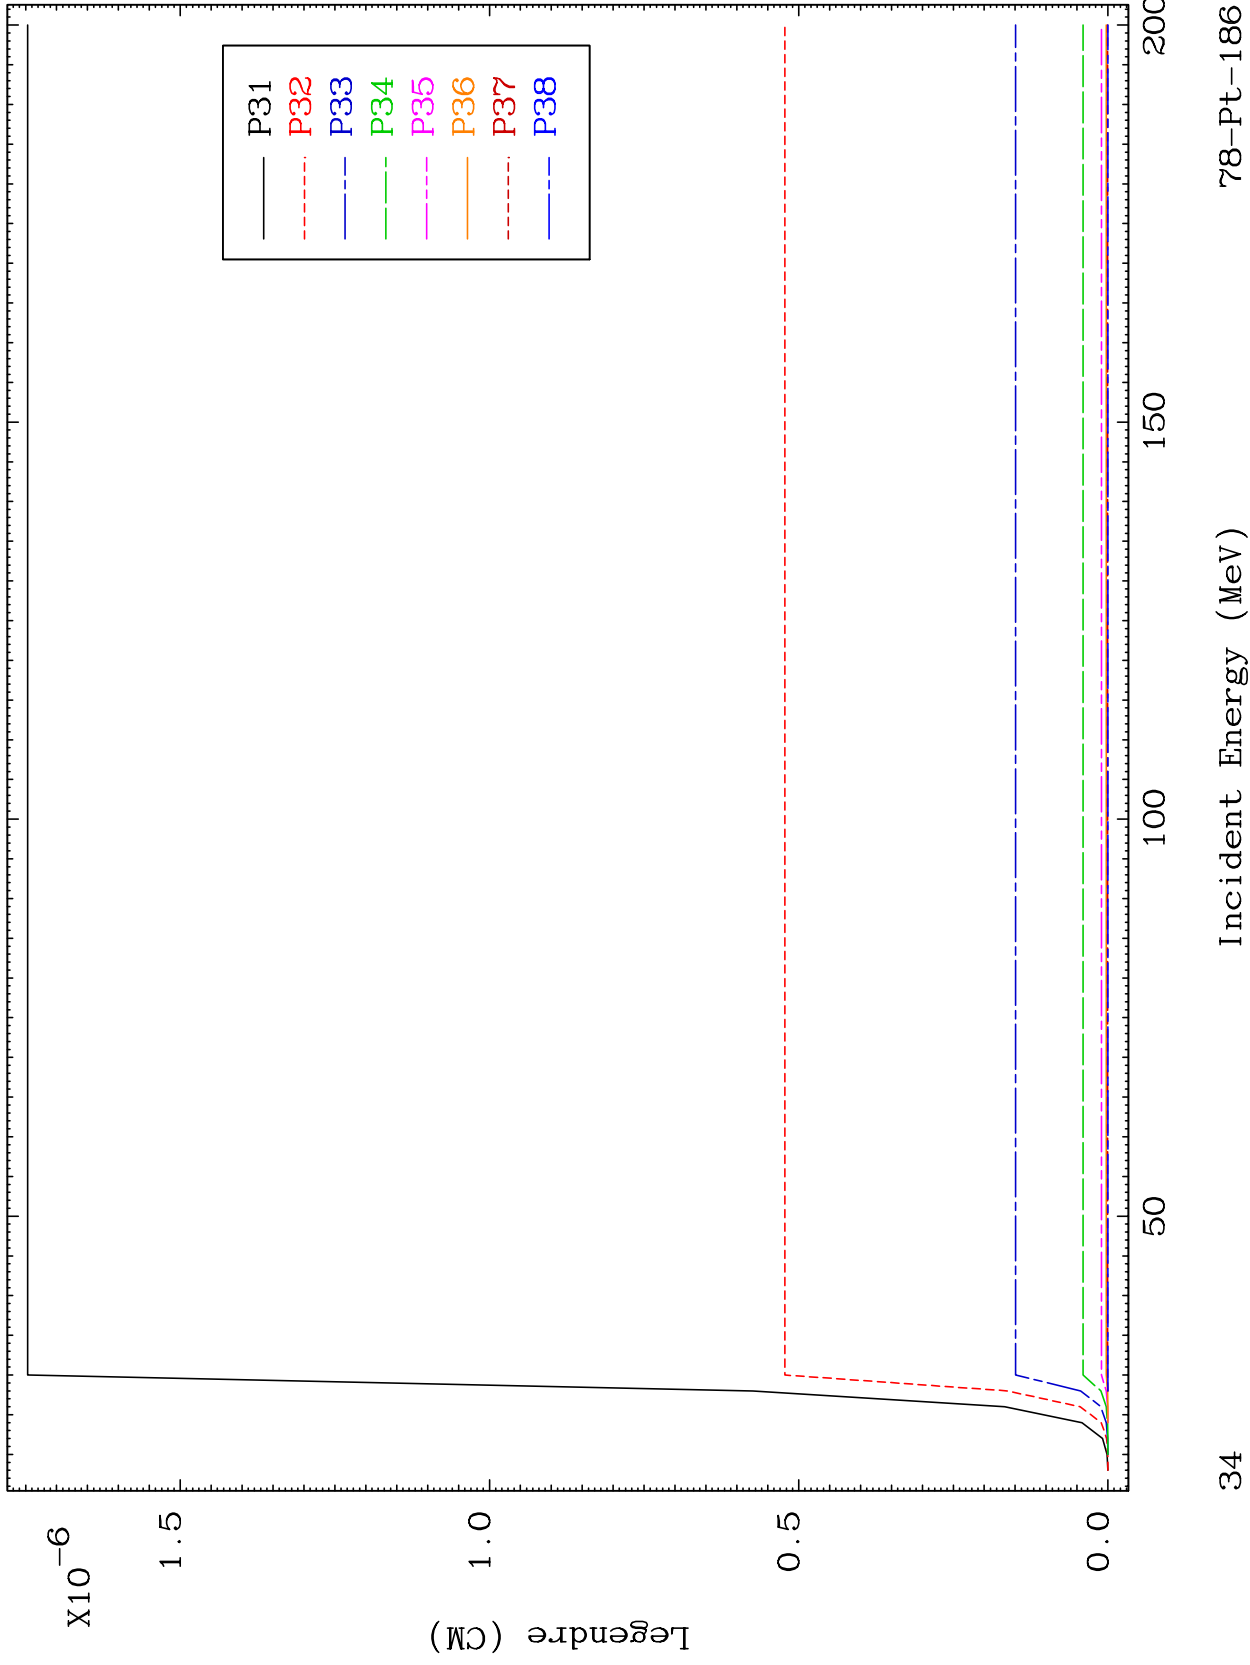 X10-6
1.5
1.0
0.5
0.0
Legendre (CM)
P31
P32
P33
P34
P35
P36
P37
P38
50
100
150
200
Incident Energy (MeV)
34
78-Pt-186